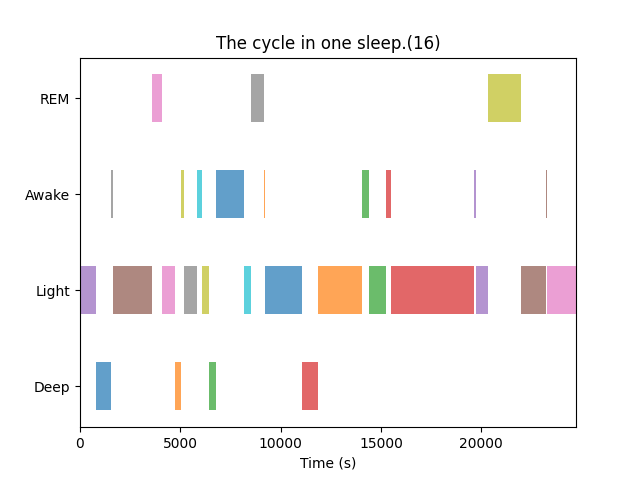 The cycle in one sleep.(16)
REM
Awake
Light
Deep
0 5000 10000 15000 20000
Time (s)